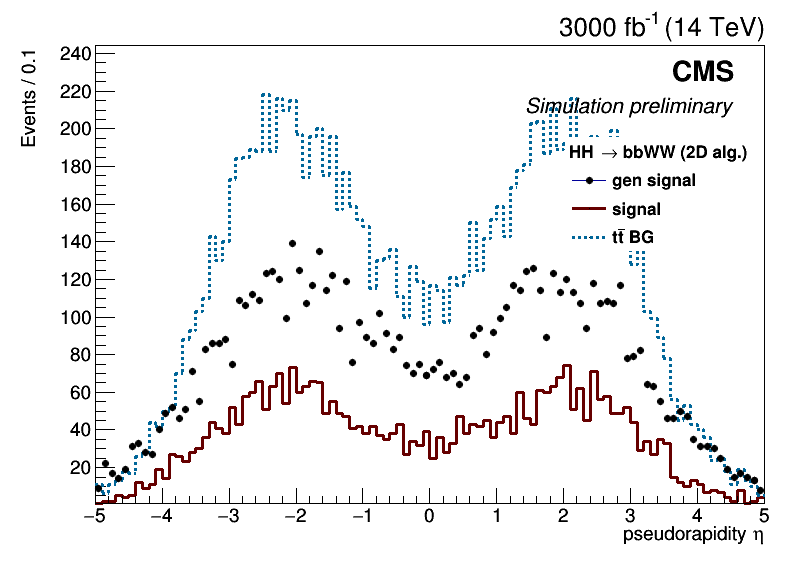 3000 fb⁻¹ (14 TeV)
Events / 0.1
240
220
200
180
160
140
120
100
80
60
40
20
CMS
Simulation preliminary
HH → bbWW (2D alg.)
gen signal
signal
tt̄ BG
−5 −4 −3 −2 −1 0 1 2 3 4 5
pseudorapidity η